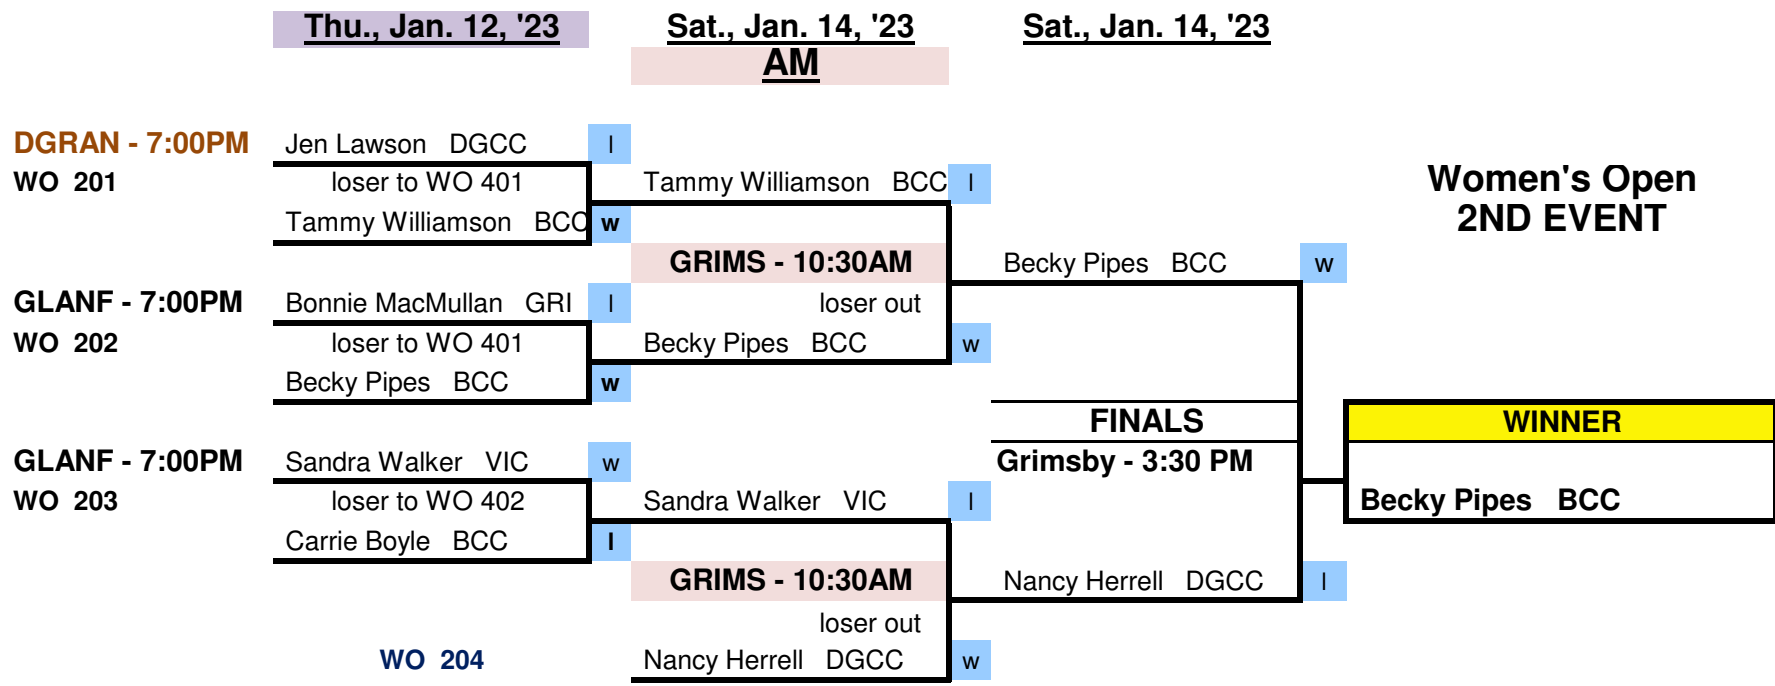 Thu., Jan. 12, '23 Sat., Jan. 14, '23 Sat., Jan. 14, '23
AM
DGRAN - 7:00PM Jen Lawson DGCC l
WO 201 loser to WO 401 Tammy Williamson BCC l Women's Open
Tammy Williamson BCC w 2ND EVENT
GRIMS - 10:30AM Becky Pipes BCC w
GLANF - 7:00PM Bonnie MacMullan GRI l loser out
WO 202 loser to WO 401 Becky Pipes BCC w
Becky Pipes BCC w
FINALS WINNER
GLANF - 7:00PM Sandra Walker VIC w Grimsby - 3:30 PM
WO 203 loser to WO 402 Sandra Walker VIC l Becky Pipes BCC
Carrie Boyle BCC l
GRIMS - 10:30AM Nancy Herrell DGCC l
loser out
WO 204 Nancy Herrell DGCC w